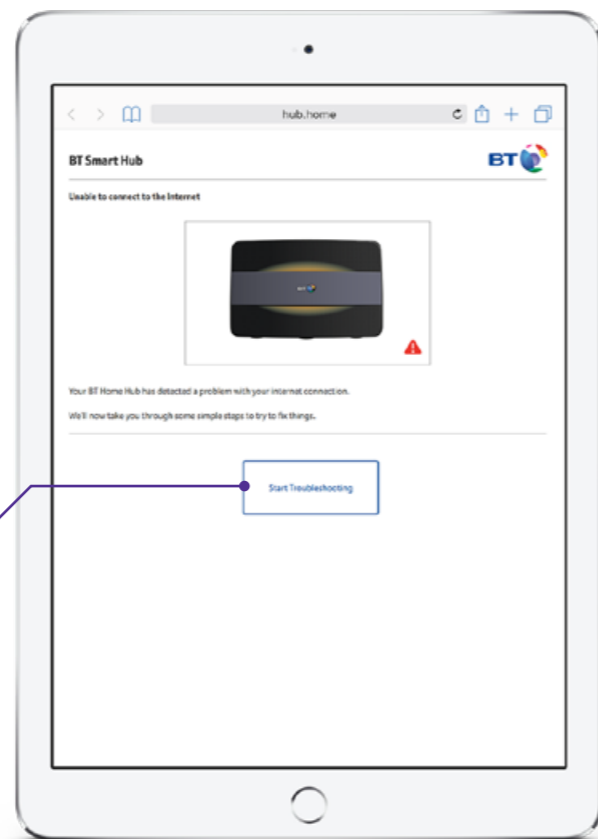 hub.home
BT Smart Hub
BT
Unable to connect to the Internet
BT
Your BT Home Hub has detected a problem with your internet connection.
We'll now take you through some simple steps to try to fix things.
Start Troubleshooting